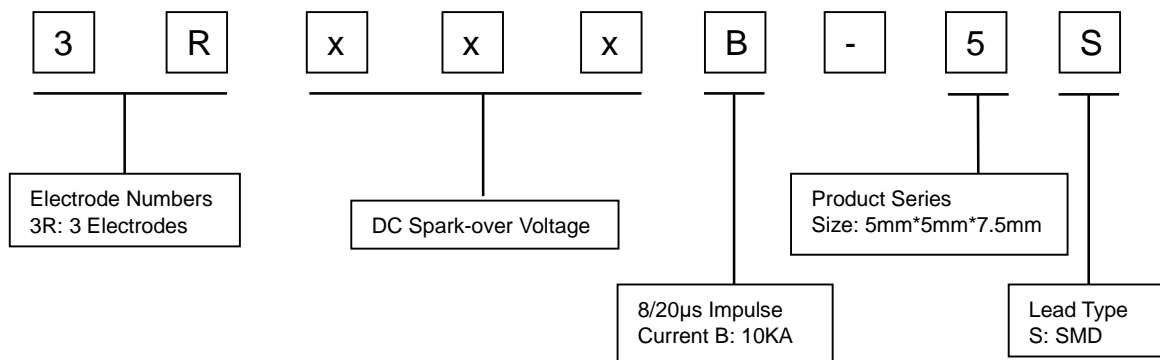 3 R x x x B - 5 S
Electrode Numbers
3R: 3 Electrodes
DC Spark-over Voltage
Product Series
Size: 5mm*5mm*7.5mm
8/20μs Impulse
Current B: 10KA
Lead Type
S: SMD